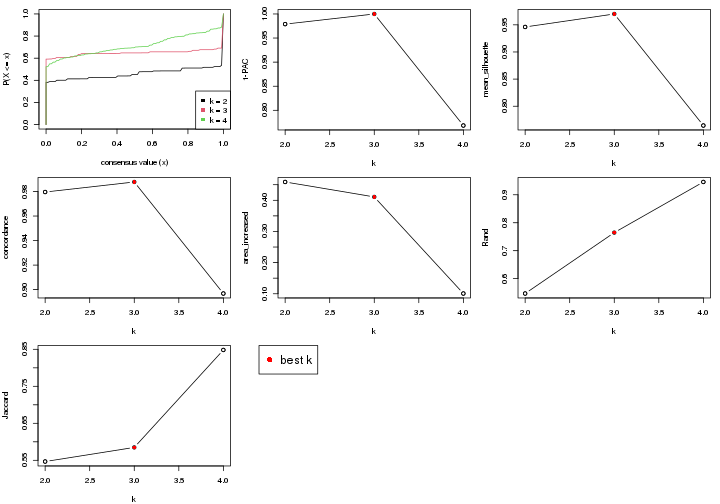 P(X <= x)
0.0 0.2 0.4 0.6 0.8 1.0
k = 2
k = 3
k = 4
0.0 0.2 0.4 0.6 0.8 1.0
consensus value (x)
1-PAC
0.80 0.85 0.90 0.95 1.00
2.0 2.5 3.0 3.5 4.0
k
mean_silhouette
0.80 0.85 0.90 0.95
2.0 2.5 3.0 3.5 4.0
k
concordance
0.90 0.92 0.94 0.96 0.98
2.0 2.5 3.0 3.5 4.0
k
area_increased
0.10 0.20 0.30 0.40
2.0 2.5 3.0 3.5 4.0
k
Rand
0.6 0.7 0.8 0.9
2.0 2.5 3.0 3.5 4.0
k
Jaccard
0.55 0.65 0.75 0.85
2.0 2.5 3.0 3.5 4.0
k
best k